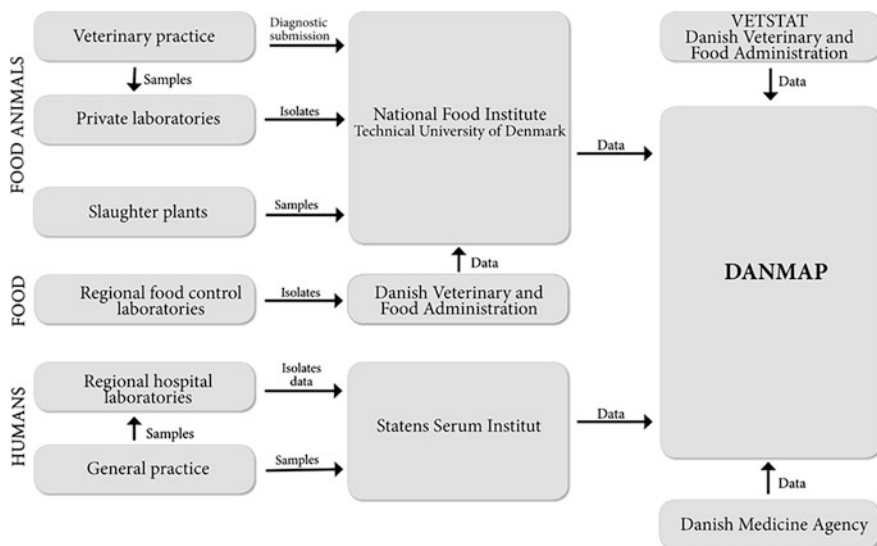 FOOD ANIMALS
Veterinary practice
Diagnostic
submission
Samples
Private laboratories
Isolates
Slaughter plants
Samples
National Food Institute
Technical University of Denmark
Data
VETSTAT
Danish Veterinary and
Food Administration
Data
DANMAP
FOOD
Regional food control
laboratories
Isolates
Data
Danish Veterinary and
Food Administration
HUMANS
Regional hospital
laboratories
Isolates
data
Samples
General practice
Samples
Statens Serum Institut
Data
Data
Danish Medicine Agency